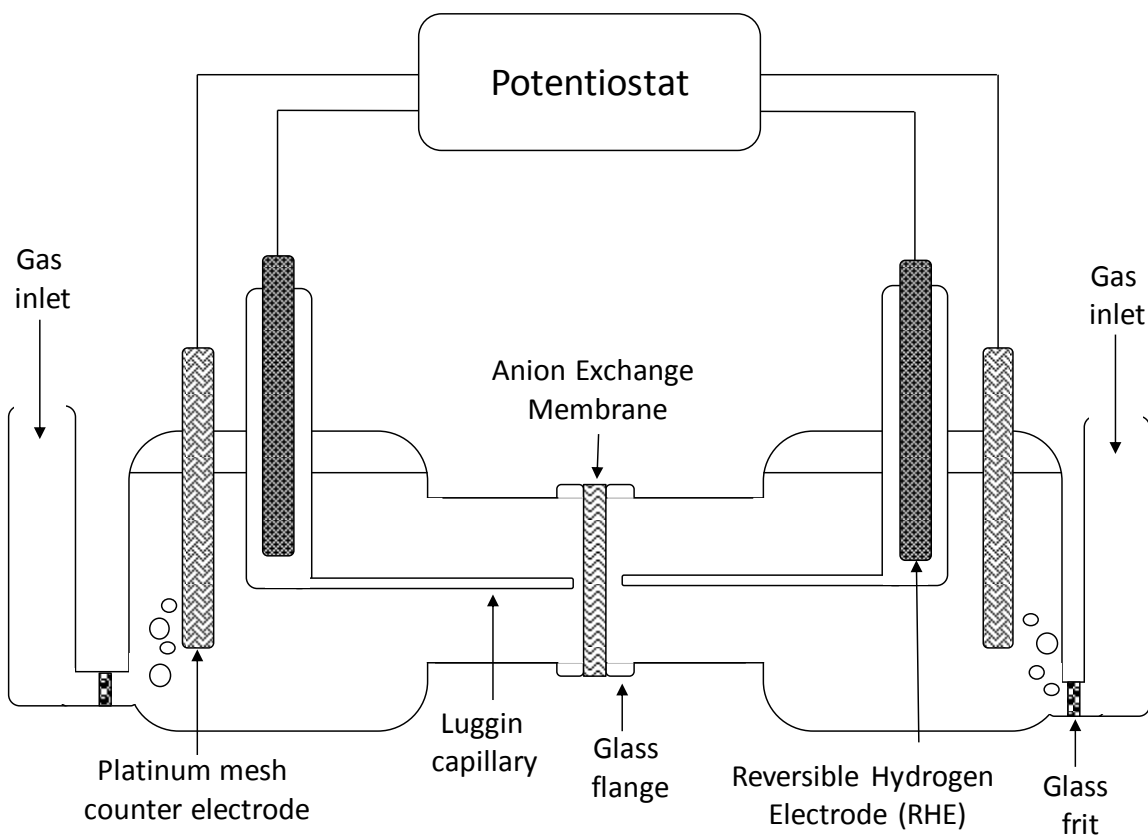 Potentiostat
Gas
inlet
Gas
inlet
Anion Exchange
Membrane
Platinum mesh
counter electrode
Luggin
capillary
Glass
flange
Reversible Hydrogen
Electrode (RHE)
Glass
frit